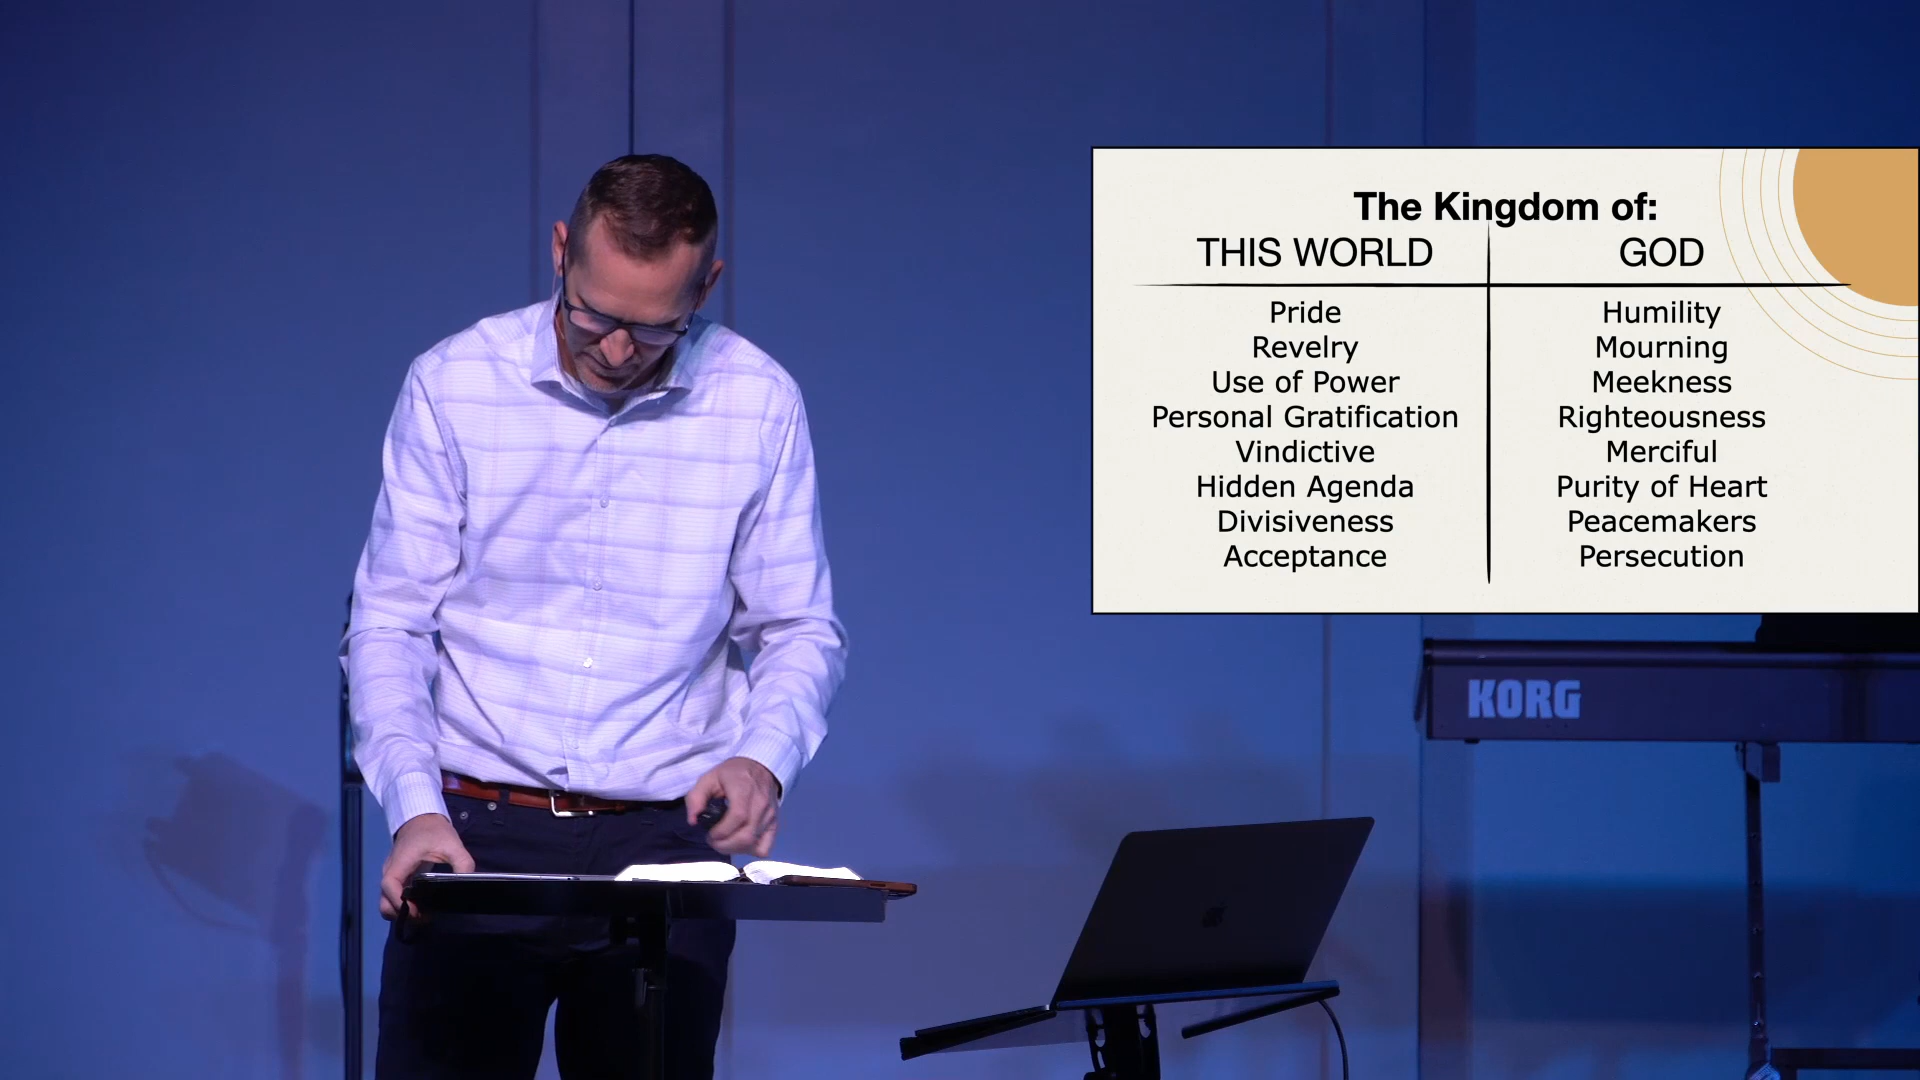 The Kingdom of:
THIS WORLD GOD
Pride Humility
Revelry Mourning
Use of Power Meekness
Personal Gratification Righteousness
Vindictive Merciful
Hidden Agenda Purity of Heart
Divisiveness Peacemakers
Acceptance Persecution
KORG